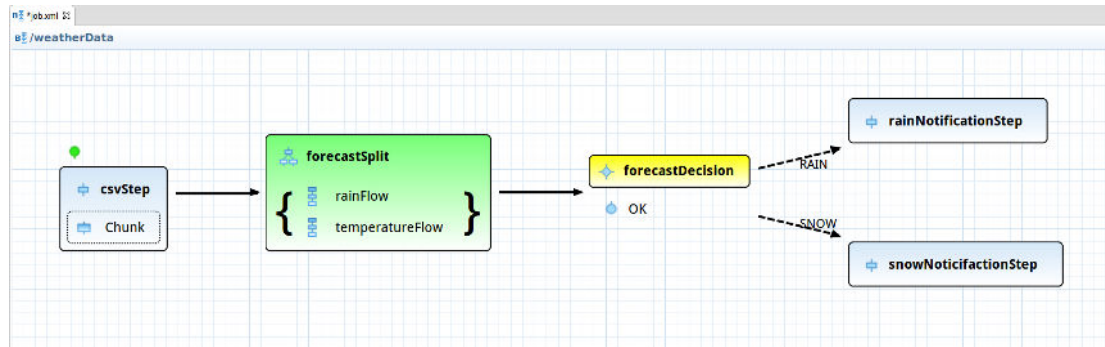 *job.xml
/weatherData
csvStep
Chunk
forecastSplit
rainFlow
temperatureFlow
forecastDecision
OK
RAIN
SNOW
rainNotificationStep
snowNoticifactionStep